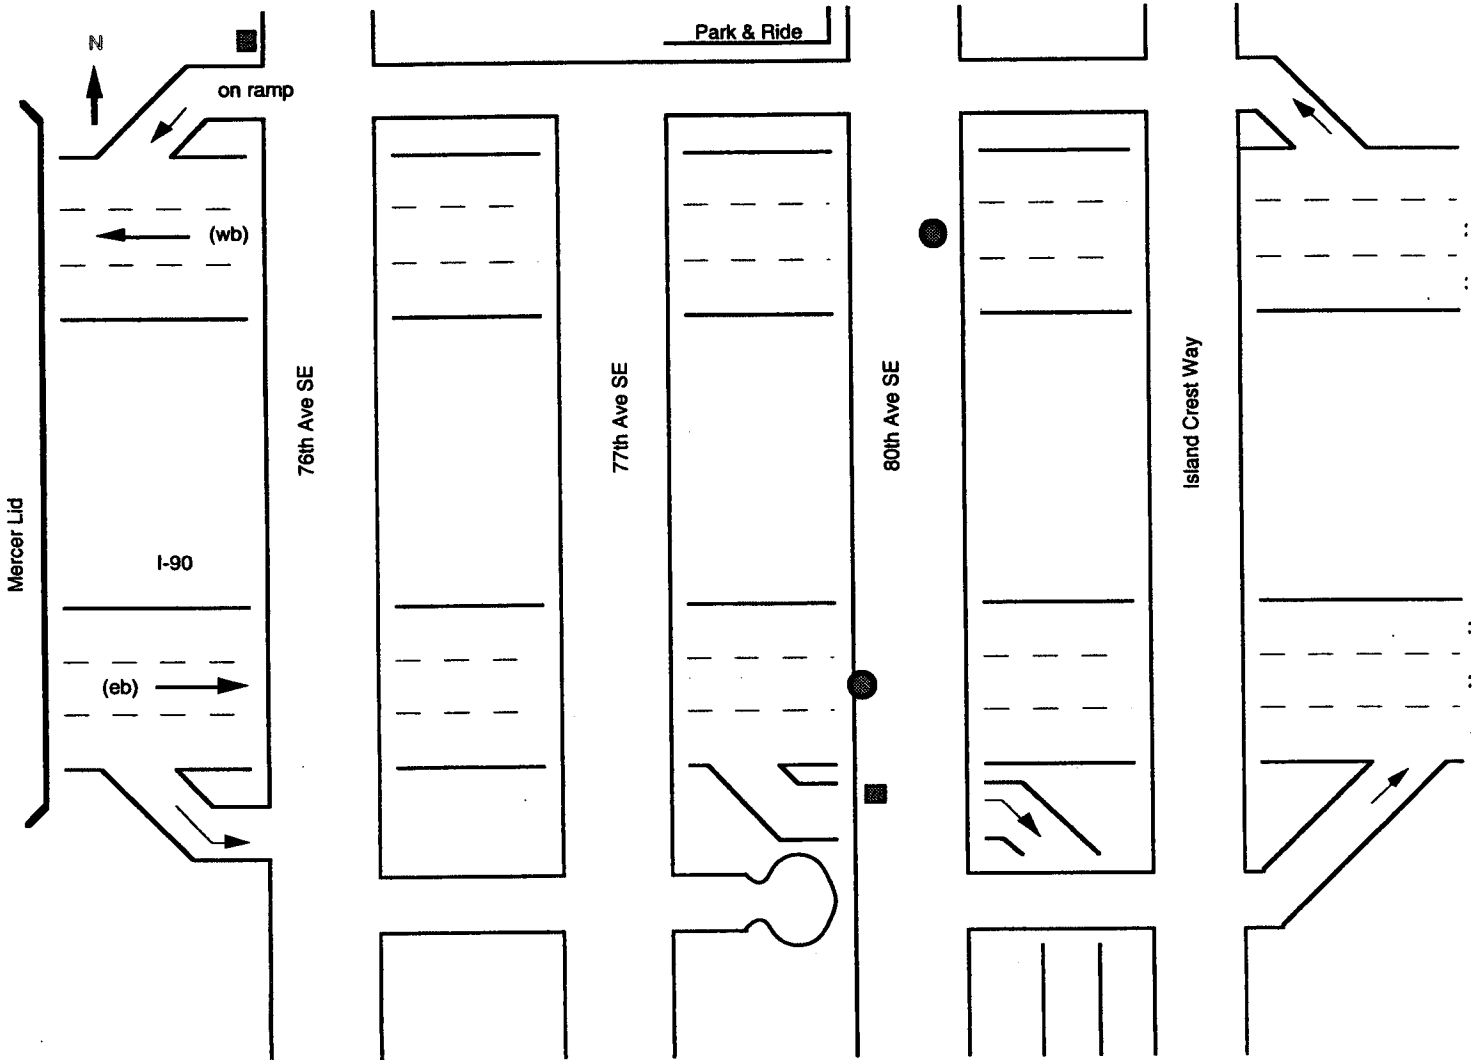 Park & Ride
N
on ramp
(wb)
76th Ave SE
77th Ave SE
80th Ave SE
Island Crest Way
Mercer Lid
I-90
(eb)